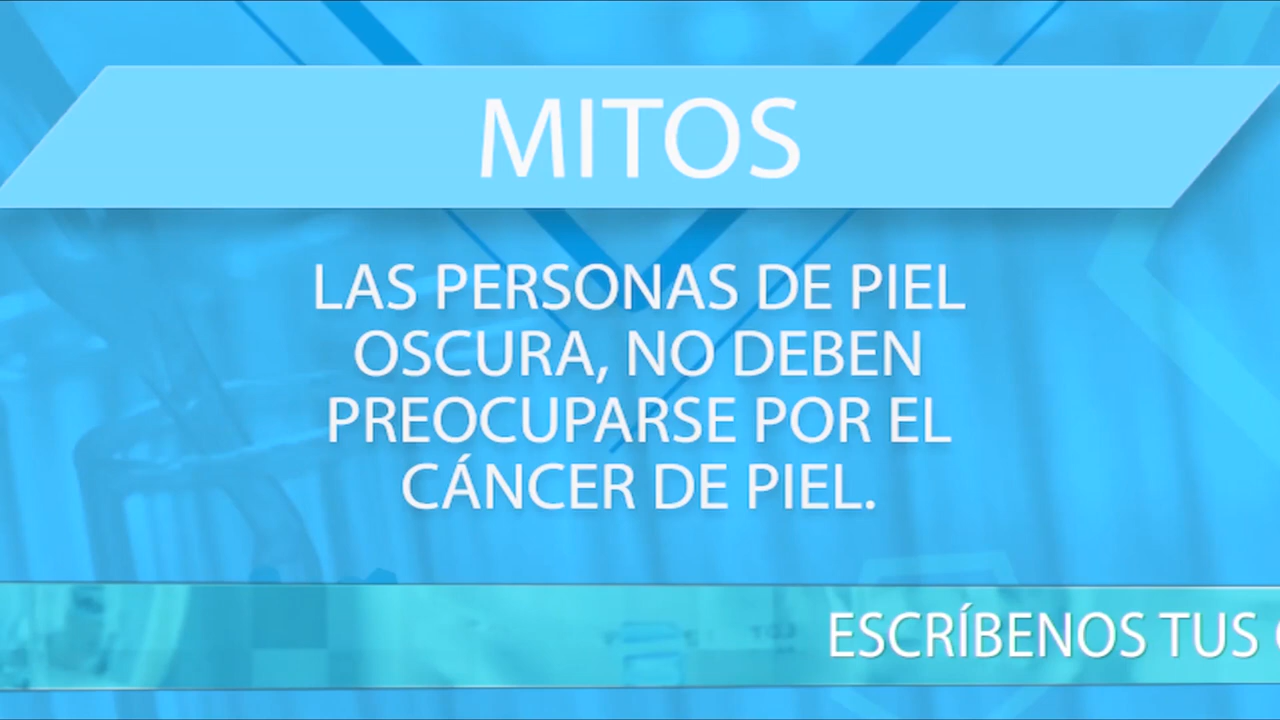 MITOS
LAS PERSONAS DE PIEL
OSCURA, NO DEBEN
PREOCUPARSE POR EL
CÁNCER DE PIEL.
ESCRÍBENOS TUS